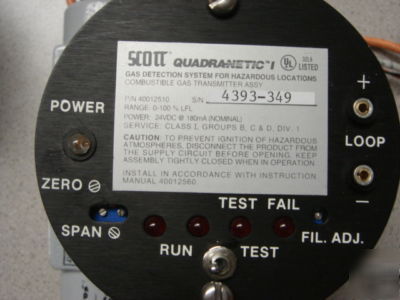 SCOTT QUADRA-NETIC™ I UL LISTED
GAS DETECTION SYSTEM FOR HAZARDOUS LOCATIONS
COMBUSTIBLE GAS TRANSMITTER ASSY
P/N 40012510 S/N 4393-349
RANGE: 0-100 % LFL
POWER: 24VDC @ 180mA (NOMINAL)
SERVICE: CLASS I, GROUPS B, C & D, DIV. 1
CAUTION: TO PREVENT IGNITION OF HAZARDOUS
ATMOSPHERES, DISCONNECT THE PRODUCT FROM
THE SUPPLY CIRCUIT BEFORE OPENING. KEEP
ASSEMBLY TIGHTLY CLOSED WHEN IN OPERATION.
INSTALL IN ACCORDANCE WITH INSTRUCTION
MANUAL 40012560.
POWER
+
LOOP
−
ZERO
SPAN
TEST FAIL
RUN TEST
FIL. ADJ.